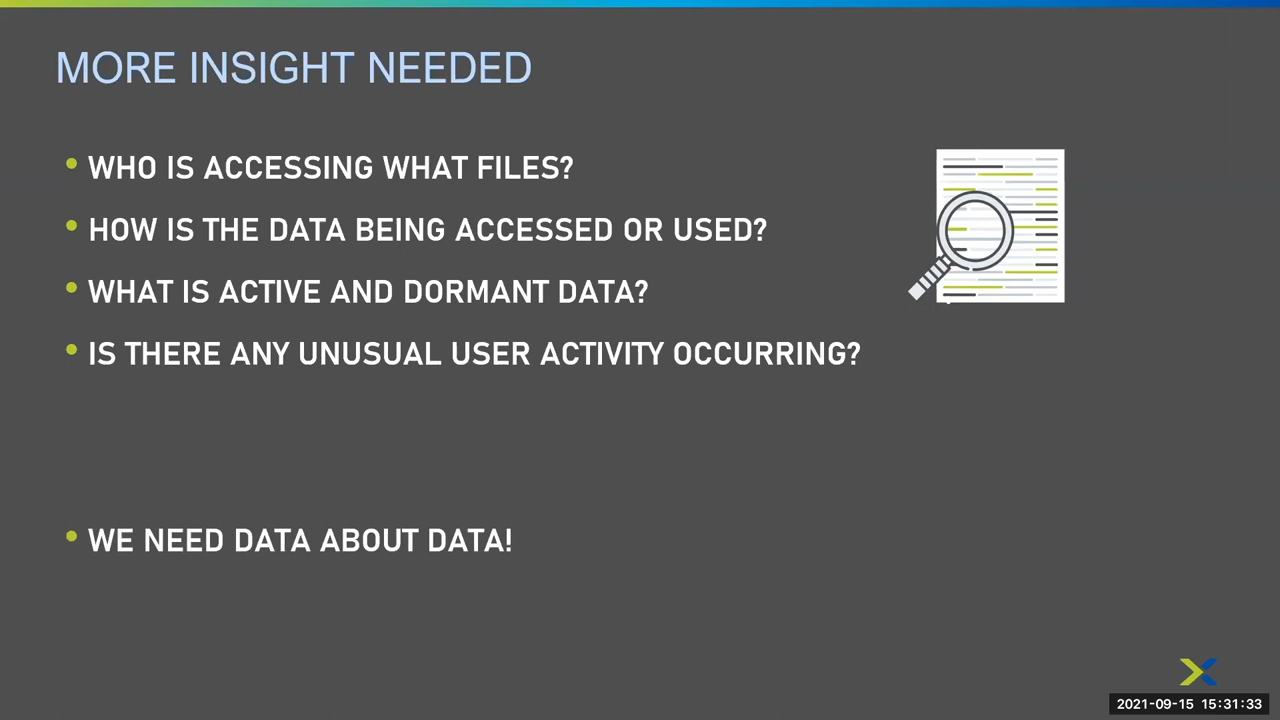 MORE INSIGHT NEEDED
• WHO IS ACCESSING WHAT FILES?
• HOW IS THE DATA BEING ACCESSED OR USED?
• WHAT IS ACTIVE AND DORMANT DATA?
• IS THERE ANY UNUSUAL USER ACTIVITY OCCURRING?
• WE NEED DATA ABOUT DATA!
2021-09-15 15:31:33